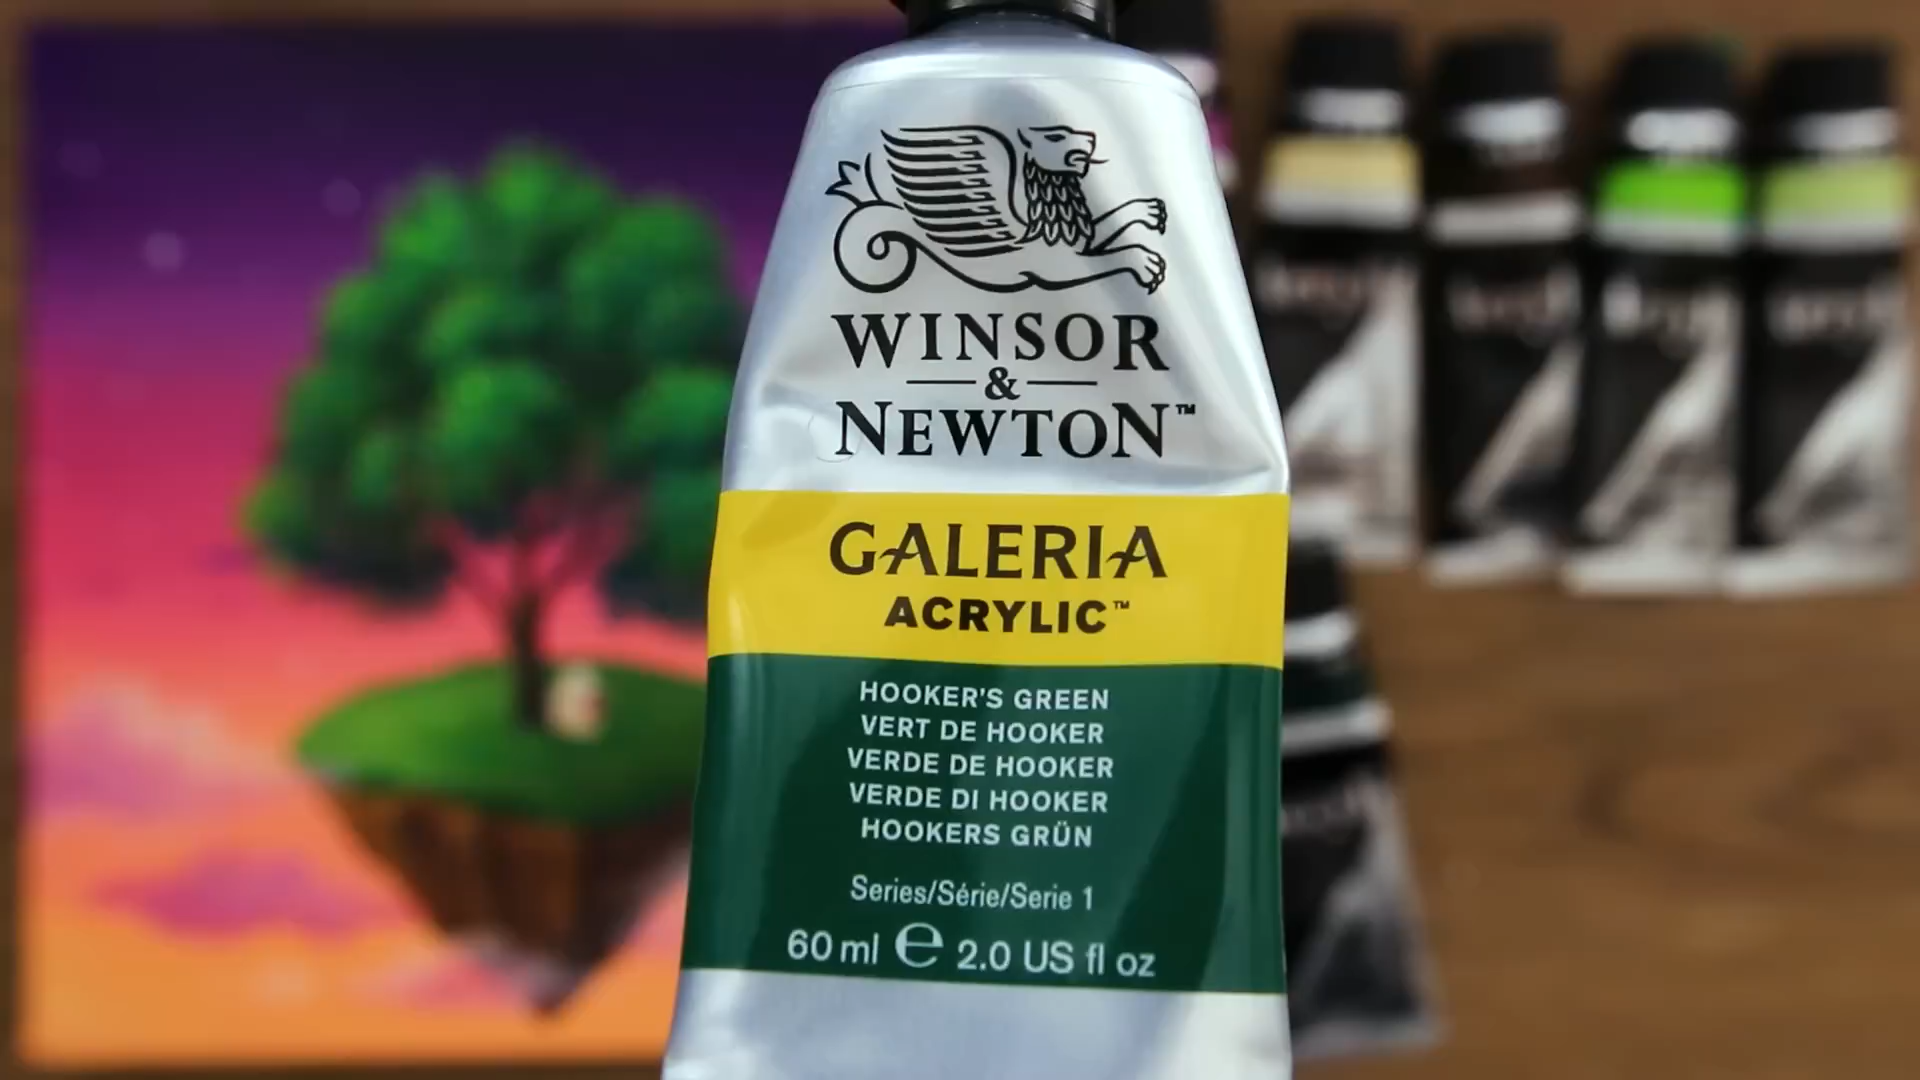 WINSOR
&
NEWTON™
GALERIA
ACRYLIC™
HOOKER'S GREEN
VERT DE HOOKER
VERDE DE HOOKER
VERDE DI HOOKER
HOOKERS GRÜN
Series/Série/Serie 1
60 ml ℮ 2.0 US fl oz